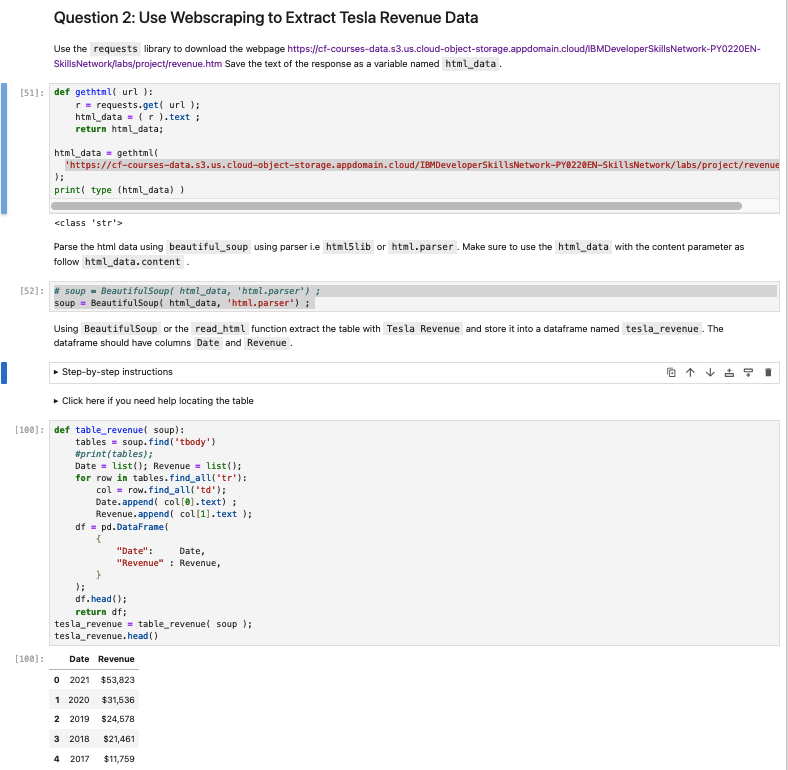 Question 2: Use Webscraping to Extract Tesla Revenue Data
Use the requests library to download the webpage https://cf-courses-data.s3.us.cloud-object-storage.appdomain.cloud/IBMDeveloperSkillsNetwork-PY0220EN-
SkillsNetwork/labs/project/revenue.htm Save the text of the response as a variable named html_data .
[51]: def gethtml( url ):
    r = requests.get( url );
    html_data = ( r ).text ;
    return html_data;

html_data = gethtml(
  'https://cf-courses-data.s3.us.cloud-object-storage.appdomain.cloud/IBMDeveloperSkillsNetwork-PY0220EN-SkillsNetwork/labs/project/revenue
);
print( type (html_data) )
<class 'str'>
Parse the html data using beautiful_soup using parser i.e html5lib or html.parser . Make sure to use the html_data with the content parameter as
follow html_data.content .
[52]: # soup = BeautifulSoup( html_data, 'html.parser') ;
soup = BeautifulSoup( html_data, 'html.parser') ;
Using BeautifulSoup or the read_html function extract the table with Tesla Revenue and store it into a dataframe named tesla_revenue . The
dataframe should have columns Date and Revenue .
▸ Step-by-step instructions
▸ Click here if you need help locating the table
[100]: def table_revenue( soup):
    tables = soup.find('tbody')
    #print(tables);
    Date = list(); Revenue = list();
    for row in tables.find_all('tr'):
        col = row.find_all('td');
        Date.append( col[0].text) ;
        Revenue.append( col[1].text );
    df = pd.DataFrame(
        {
            "Date":     Date,
            "Revenue" : Revenue,
        }
    );
    df.head();
    return df;
tesla_revenue = table_revenue( soup );
tesla_revenue.head()
[100]: Date Revenue
0 2021 $53,823
1 2020 $31,536
2 2019 $24,578
3 2018 $21,461
4 2017 $11,759